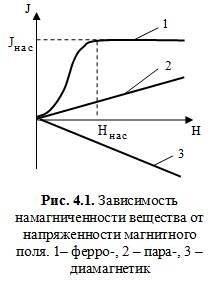 J
1
Jнас
2
Hнас
H
3
Рис. 4.1. Зависимость
намагниченности вещества от
напряженности магнитного
поля. 1– ферро-, 2 – пара-, 3 –
диамагнетик